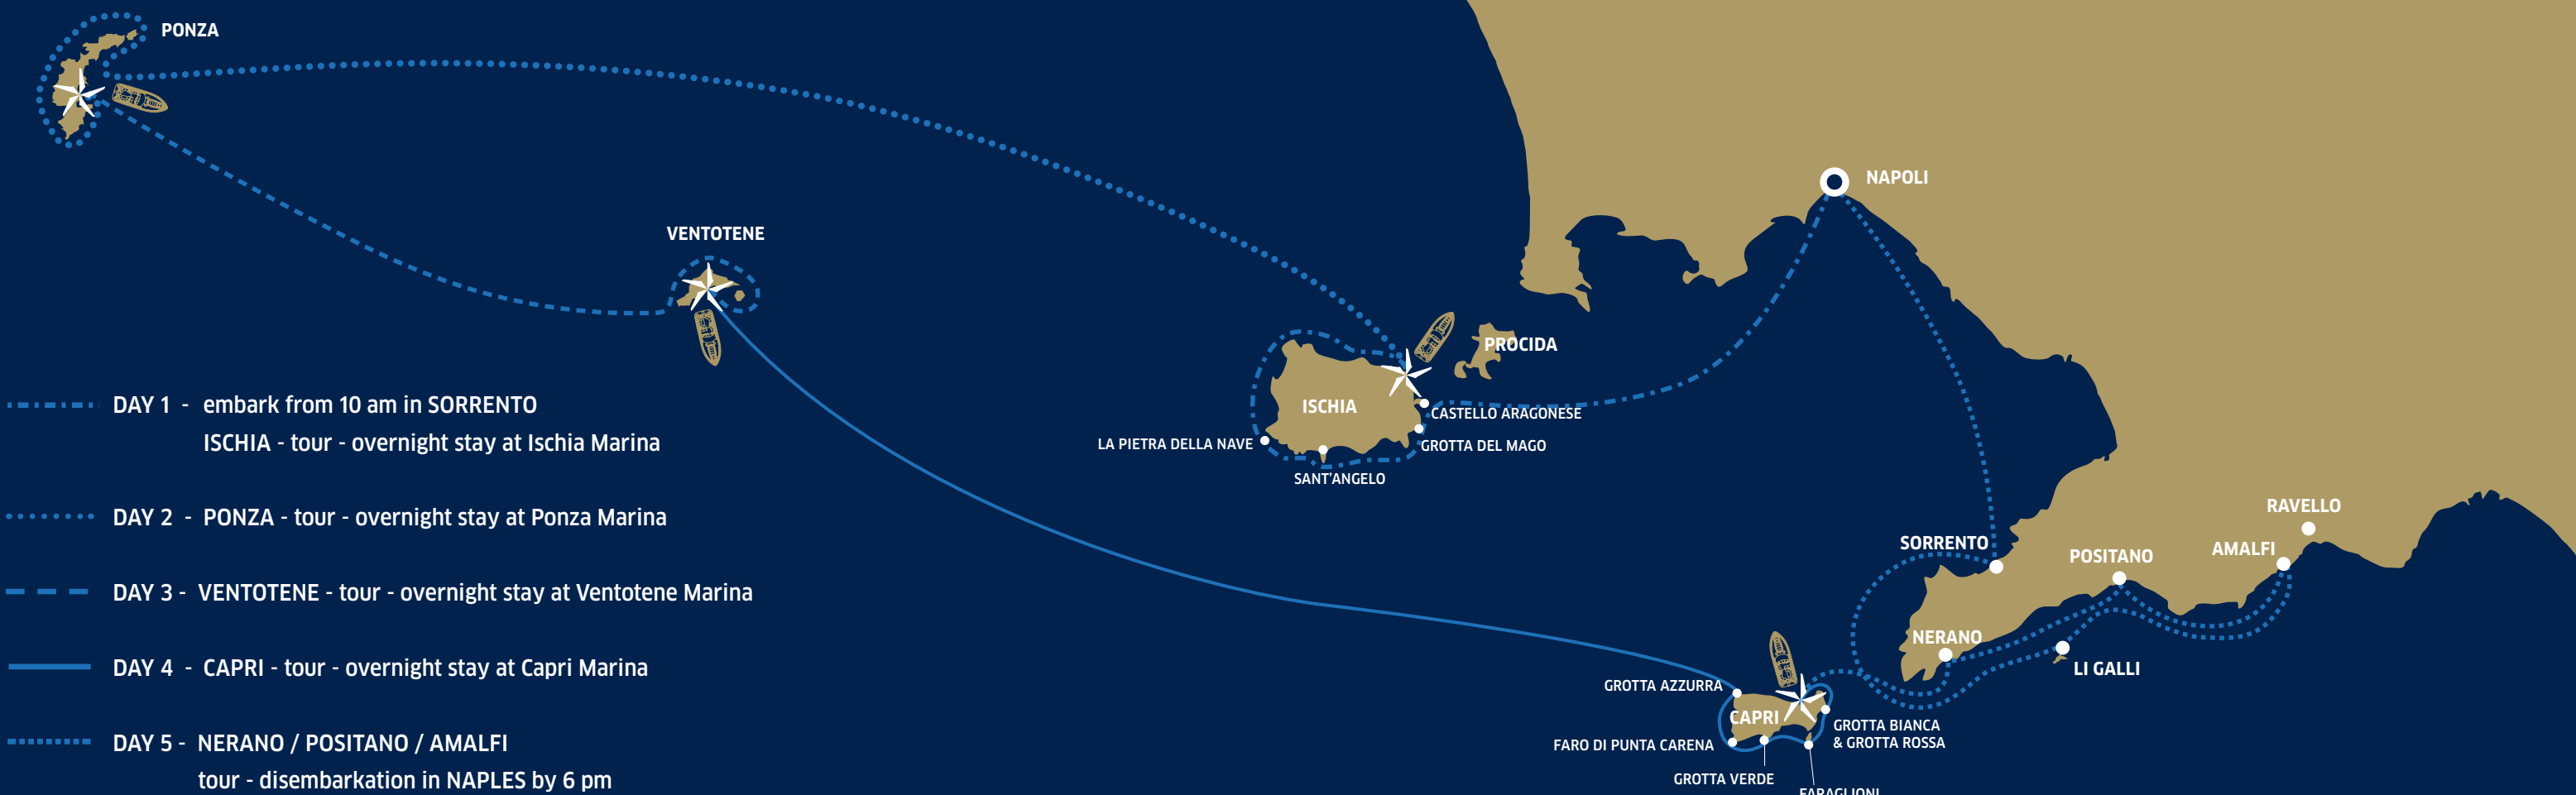 PONZA
NAPOLI
VENTOTENE
PROCIDA
ISCHIA
CASTELLO ARAGONESE
LA PIETRA DELLA NAVE
GROTTA DEL MAGO
SANT'ANGELO
DAY 1 - embark from 10 am in SORRENTO
ISCHIA - tour - overnight stay at Ischia Marina
DAY 2 - PONZA - tour - overnight stay at Ponza Marina
DAY 3 - VENTOTENE - tour - overnight stay at Ventotene Marina
DAY 4 - CAPRI - tour - overnight stay at Capri Marina
DAY 5 - NERANO / POSITANO / AMALFI
tour - disembarkation in NAPLES by 6 pm
RAVELLO
SORRENTO
POSITANO
AMALFI
NERANO
LI GALLI
GROTTA AZZURRA
CAPRI
GROTTA BIANCA
& GROTTA ROSSA
FARO DI PUNTA CARENA
GROTTA VERDE
FARAGLIONI